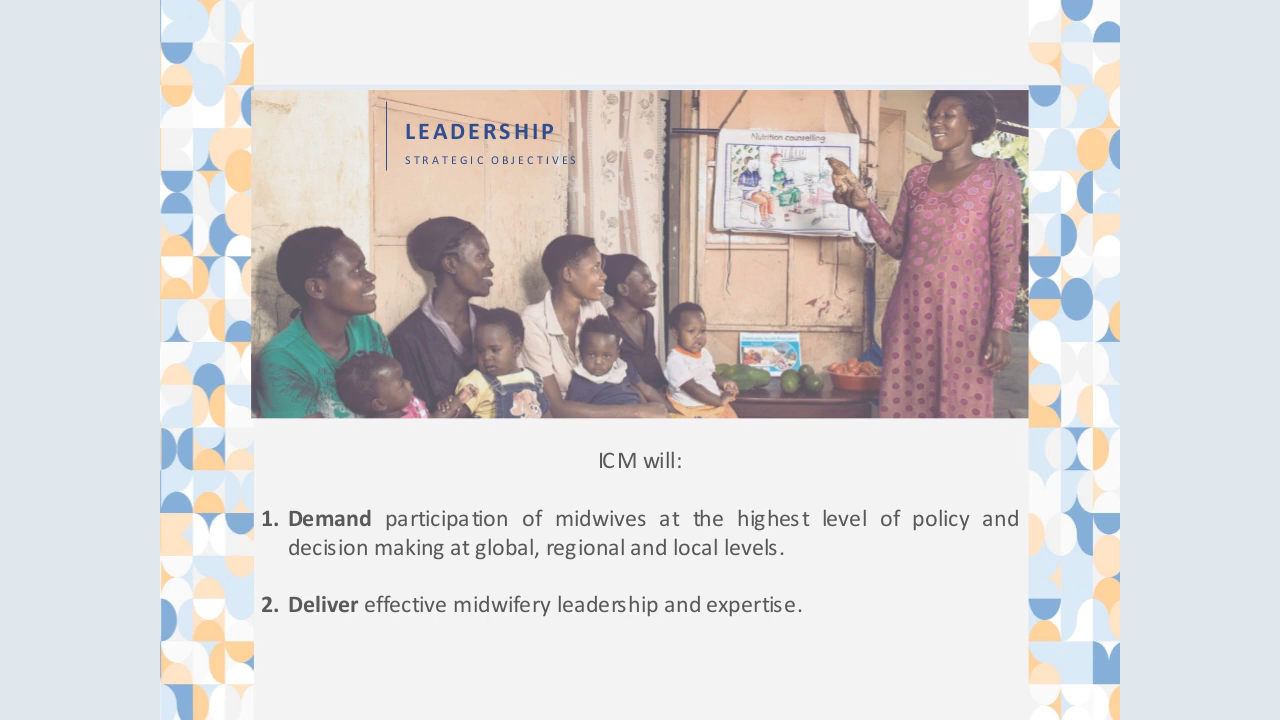 LEADERSHIP
STRATEGIC OBJECTIVES
Nutrition counselling
ICM will:
1. Demand participation of midwives at the highest level of policy and
decision making at global, regional and local levels.
2. Deliver effective midwifery leadership and expertise.